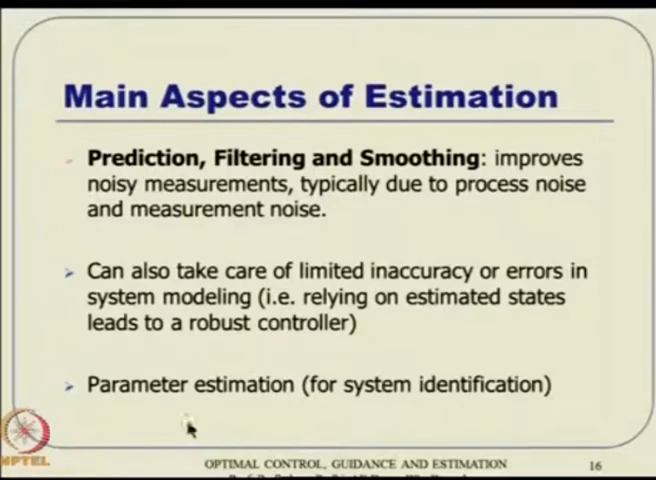 Main Aspects of Estimation
Prediction, Filtering and Smoothing: improves
noisy measurements, typically due to process noise
and measurement noise.
Can also take care of limited inaccuracy or errors in
system modeling (i.e. relying on estimated states
leads to a robust controller)
Parameter estimation (for system identification)
NPTEL
OPTIMAL CONTROL, GUIDANCE AND ESTIMATION
16